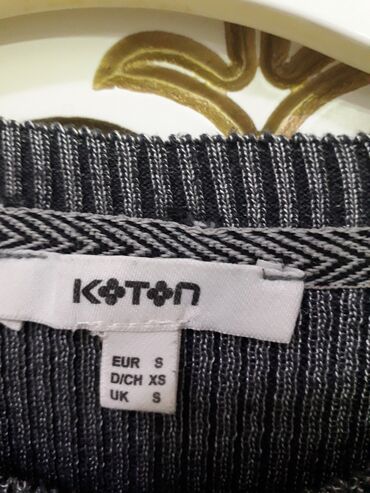 KOTON
EUR S
D/CH XS
UK S